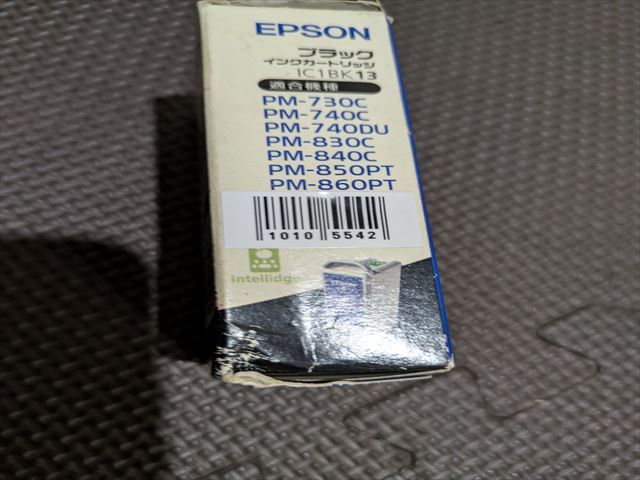 EPSON
ブラック
インクカートリッジ
IC1BK13
適合機種
PM-730C
PM-740C
PM-740DU
PM-830C
PM-840C
PM-850PT
PM-860PT
1010 5542
intellidge